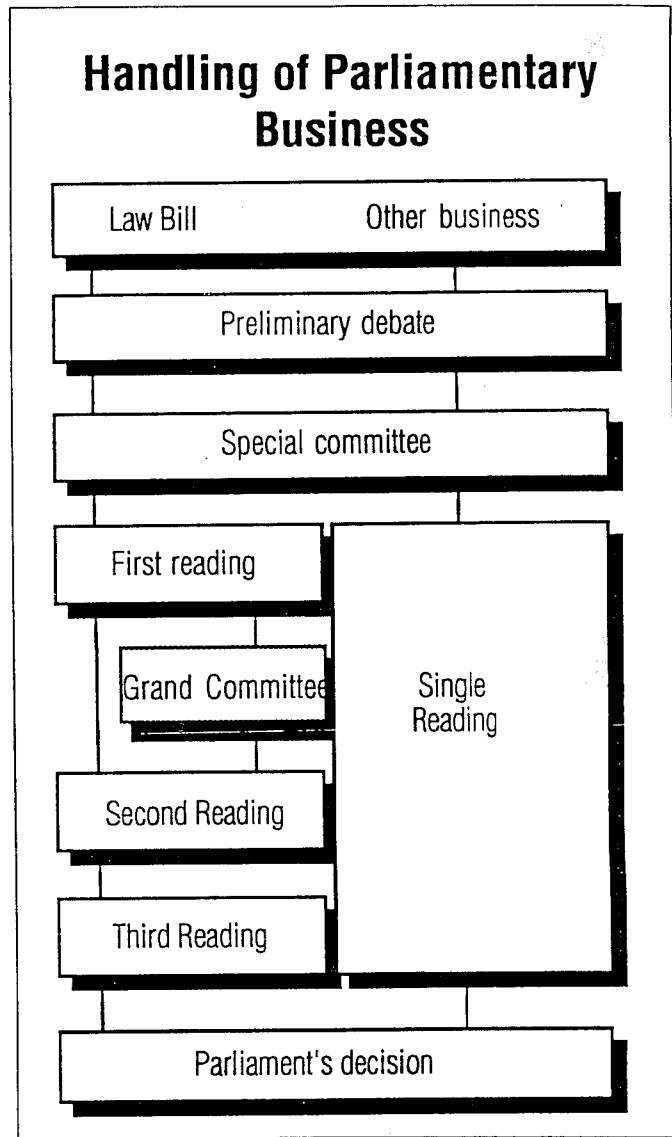 Handling of Parliamentary
Business
Law Bill Other business
Preliminary debate
Special committee
First reading
Grand Committee
Single
Reading
Second Reading
Third Reading
Parliament's decision